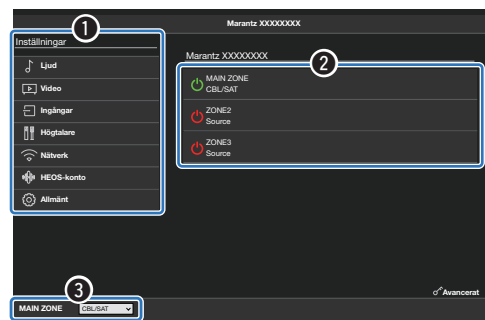 Marantz XXXXXXXX
1
Inställningar
Ljud
Video
Ingångar
Högtalare
Nätverk
HEOS-konto
Allmänt
Marantz XXXXXXXX
2
MAIN ZONE
CBL/SAT
ZONE2
Source
ZONE3
Source
Avancerat
3
MAIN ZONE CBL/SAT